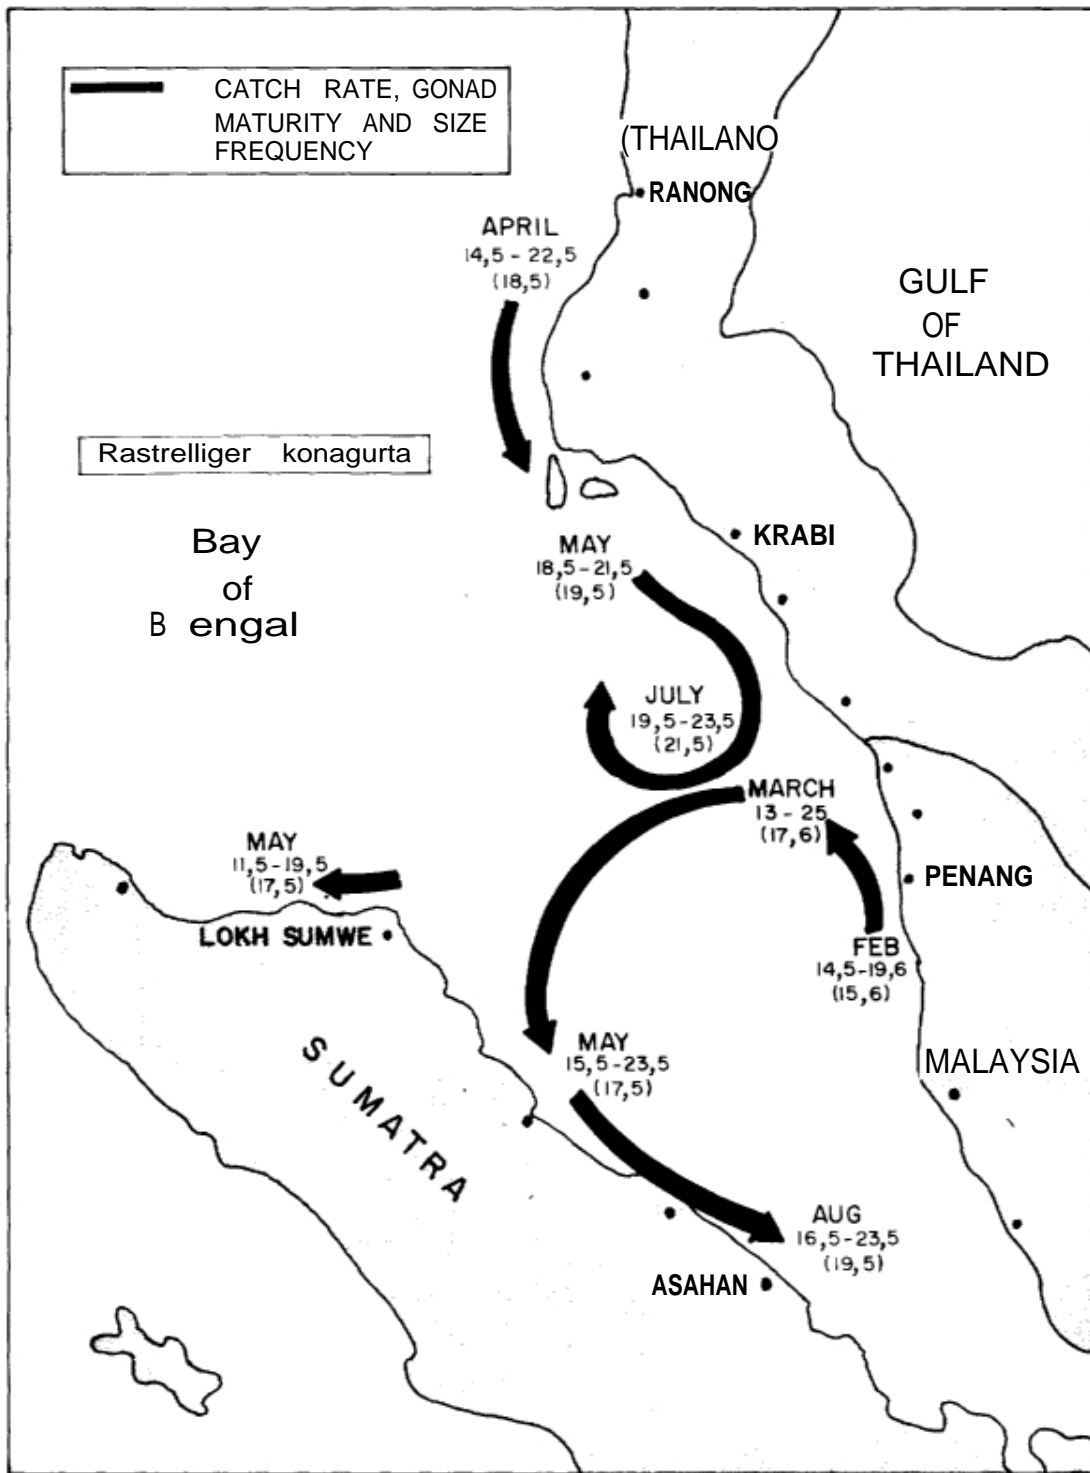 CATCH RATE, GONAD
MATURITY AND SIZE
FREQUENCY
(THAILANO
RANONG
APRIL
14,5 - 22,5
(18,5)
GULF
OF
THAILAND
Rastrelliger konagurta
Bay
of
B engal
KRABI
MAY
18,5 - 21,5
(19,5)
JULY
19,5 - 23,5
(21,5)
MARCH
13 - 25
(17,6)
MAY
11,5 - 19,5
(17,5)
PENANG
LOKH SUMWE
FEB
14,5 - 19,6
(15,6)
SUMATRA
MAY
15,5 - 23,5
(17,5)
MALAYSIA
AUG
16,5 - 23,5
(19,5)
ASAHAN